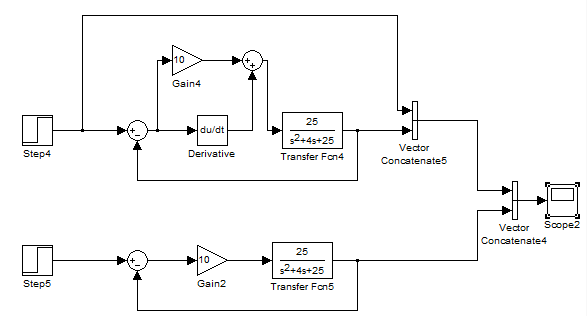 10
+
+
Gain4
Step4
+
-
du/dt
Derivative
25
s2+4s+25
Transfer Fcn4
Vector
Concatenate5
Vector
Concatenate4
Scope2
Step5
+
-
10
Gain2
25
s2+4s+25
Transfer Fcn5